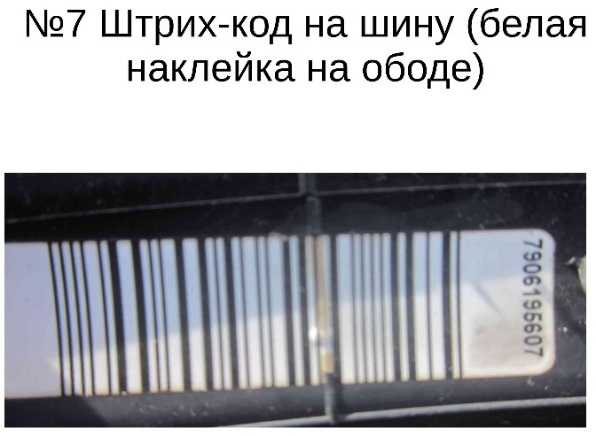 №7 Штрих-код на шину (белая
наклейка на ободе)
7906195607